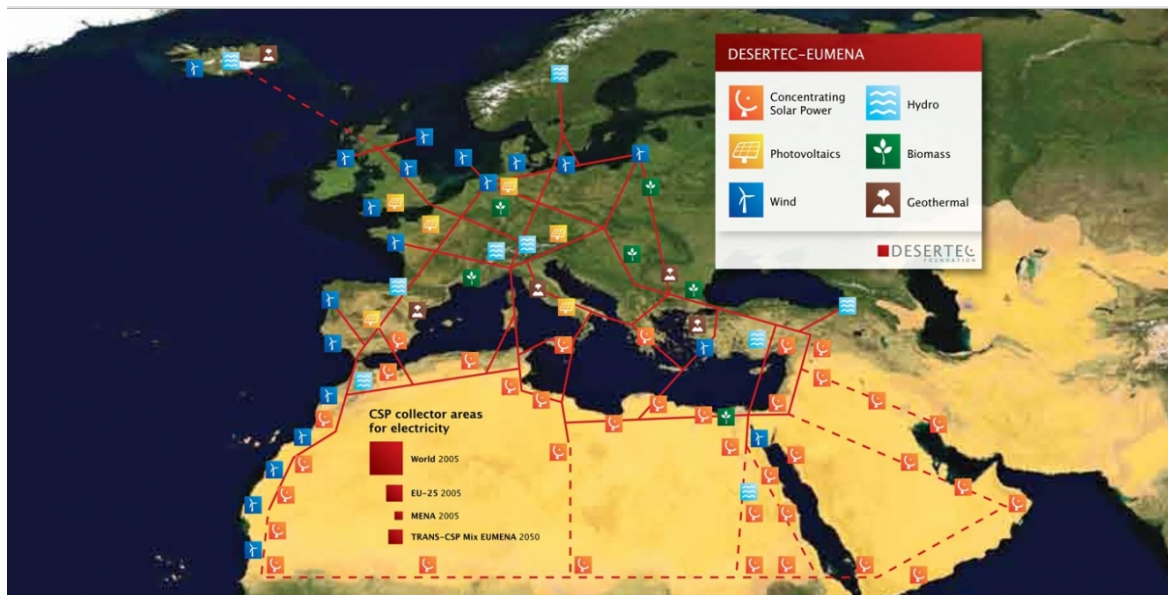 DESERTEC-EUMENA
Concentrating
Solar Power
Hydro
Photovoltaics
Biomass
Wind
Geothermal
DESERTEC
FOUNDATION
CSP collector areas
for electricity
World 2005
EU-25 2005
MENA 2005
TRANS-CSP Mix EUMENA 2050